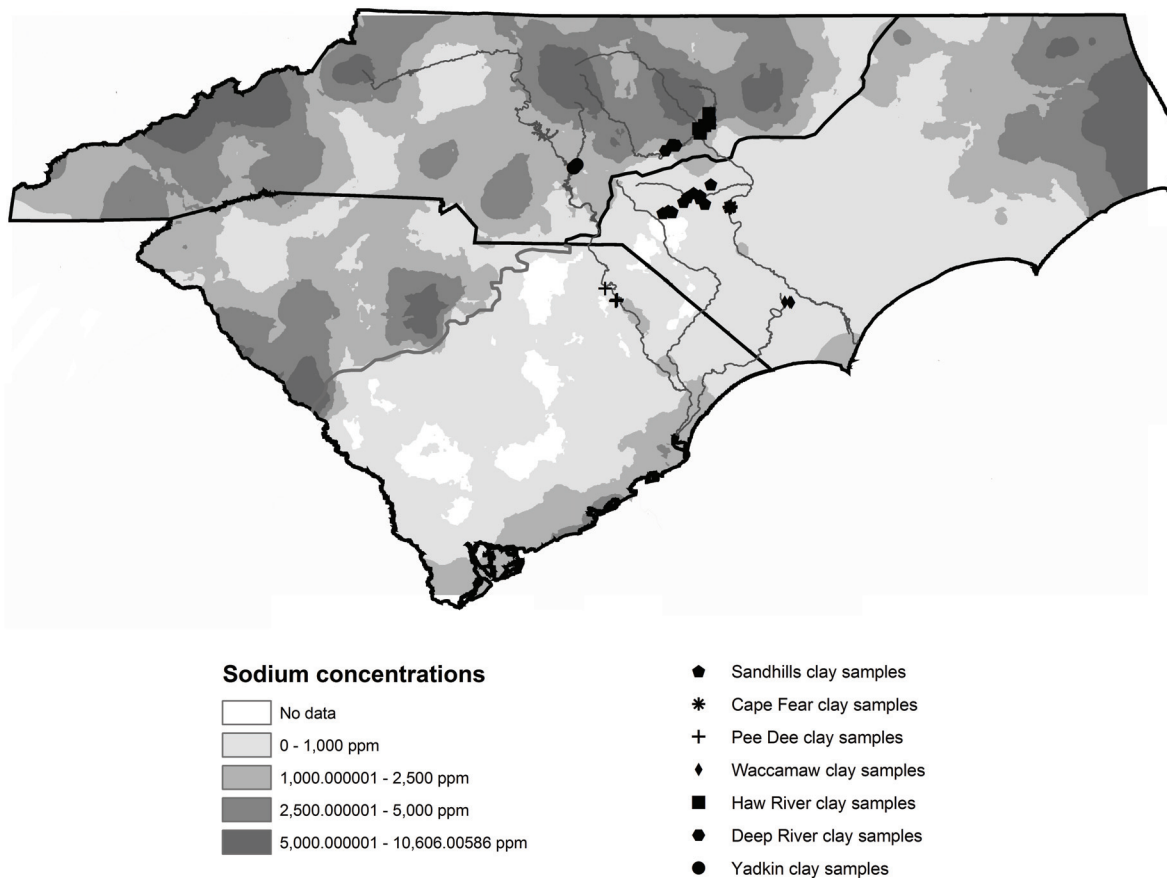 Sodium concentrations
No data
0 - 1,000 ppm
1,000.000001 - 2,500 ppm
2,500.000001 - 5,000 ppm
5,000.000001 - 10,606.00586 ppm
Sandhills clay samples
Cape Fear clay samples
Pee Dee clay samples
Waccamaw clay samples
Haw River clay samples
Deep River clay samples
Yadkin clay samples